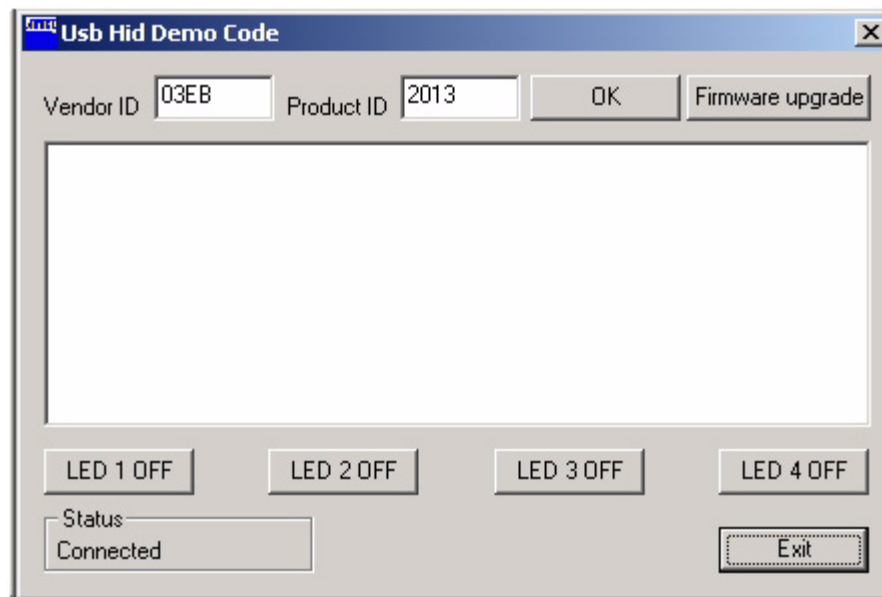 Usb Hid Demo Code
Vendor ID 03EB Product ID 2013 OK Firmware upgrade
LED 1 OFF LED 2 OFF LED 3 OFF LED 4 OFF
Status
Connected
Exit